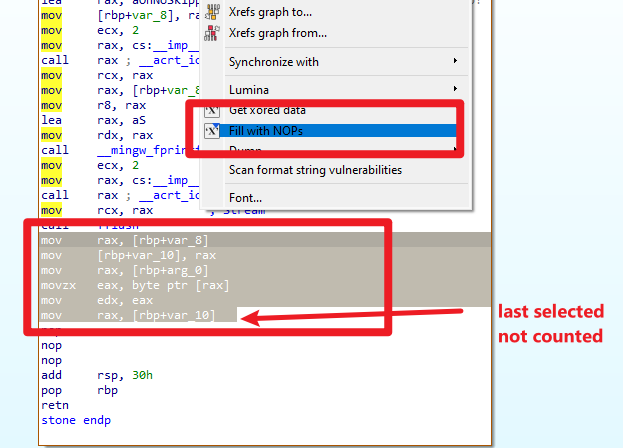 rax, aOhNoSkipp
mov [rbp+var_8], ra
mov ecx, 2
mov rax, cs:__imp__
call rax ; __acrt_ic
mov rcx, rax
mov rax, [rbp+var_8
mov r8, rax
lea rax, aS
mov rdx, rax
call __mingw_fprin
mov ecx, 2
mov rax, cs:__imp__
call rax ; __acrt_ic
mov rcx, rax ; Stream
call fflush
mov rax, [rbp+var_8]
mov [rbp+var_10], rax
mov rax, [rbp+arg_0]
movzx eax, byte ptr [rax]
mov edx, eax
mov rax, [rbp+var_10]
nop
nop
nop
add rsp, 30h
pop rbp
retn
stone endp
Xrefs graph to...
Xrefs graph from...
Synchronize with
Lumina
Get xored data
Fill with NOPs
Dump
Scan format string vulnerabilities
Font...
last selected
not counted